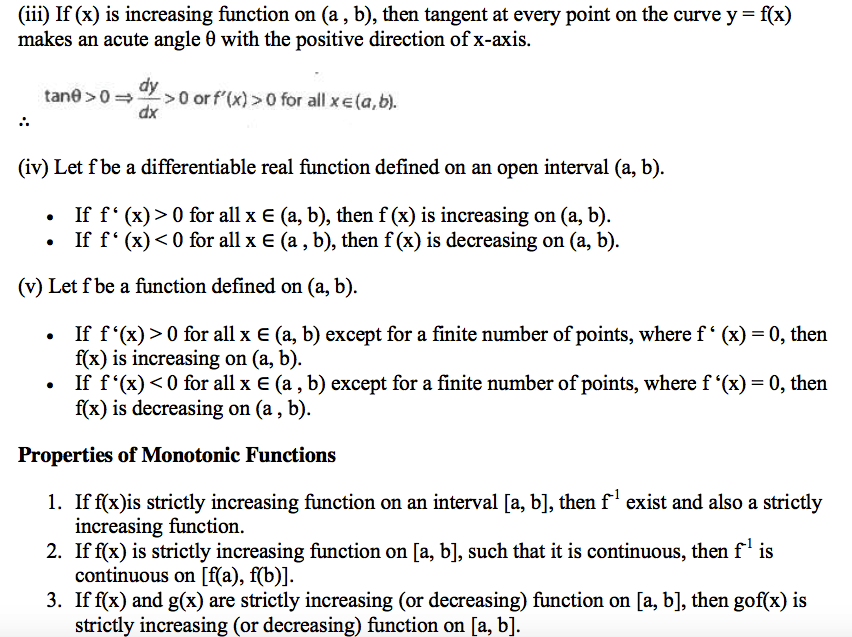 (iii) If (x) is increasing function on (a , b), then tangent at every point on the curve y = f(x)
makes an acute angle θ with the positive direction of x-axis.
∴ tanθ > 0 ⇒ dy/dx > 0 or f'(x) > 0 for all x ∈ (a, b).
(iv) Let f be a differentiable real function defined on an open interval (a, b).
• If f‘ (x) > 0 for all x ∈ (a, b), then f (x) is increasing on (a, b).
• If f‘ (x) < 0 for all x ∈ (a , b), then f (x) is decreasing on (a, b).
(v) Let f be a function defined on (a, b).
• If f ‘(x) > 0 for all x ∈ (a, b) except for a finite number of points, where f ‘ (x) = 0, then
f(x) is increasing on (a, b).
• If f ‘(x) < 0 for all x ∈ (a , b) except for a finite number of points, where f ‘(x) = 0, then
f(x) is decreasing on (a , b).
Properties of Monotonic Functions
1. If f(x)is strictly increasing function on an interval [a, b], then f⁻¹ exist and also a strictly
increasing function.
2. If f(x) is strictly increasing function on [a, b], such that it is continuous, then f⁻¹ is
continuous on [f(a), f(b)].
3. If f(x) and g(x) are strictly increasing (or decreasing) function on [a, b], then gof(x) is
strictly increasing (or decreasing) function on [a, b].